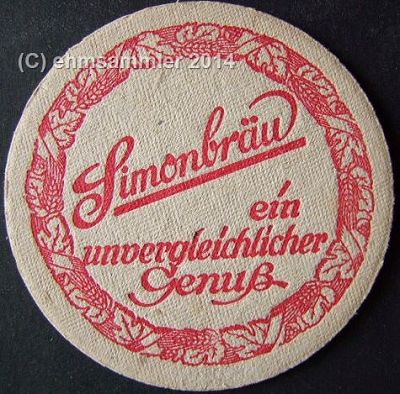 (C) ehmsammler 2014
Simonbräu
ein
unvergleichlicher
Genuß